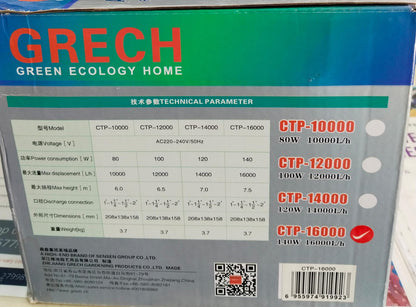 GRECH
GREEN ECOLOGY HOME
技术参数TECHNICAL PARAMETER
型号Model CTP-10000 CTP-12000 CTP-14000 CTP-16000
电源Voltage [ V ] AC220-240V/50HZ
功率Power consumption [ W ] 80 100 120 140
最大流量Max displacement [ L/h ] 10000 12000 14000 16000
最大扬程Max height [ m ] 6.0 6.5 7.0 7.5
口径Discharge connection
外形尺寸Dimensions [ mm ] 208x138x158 208x138x158 208x138x158 208x138x158
重量Weight(kg) 3.7 3.7 3.7 3.7
CTP-10000
80W 10000L/h
CTP-12000
100W 12000L/h
CTP-14000
120W 14000L/h
CTP-16000
140W 16000L/h
A HIGH-END BRAND OF SENSEN GROUP CO.,LTD.
ZHEJIANG GRECH GARDENING PRODUCTS CO., LTD. MADE
CTP-16000
6 955974 919923